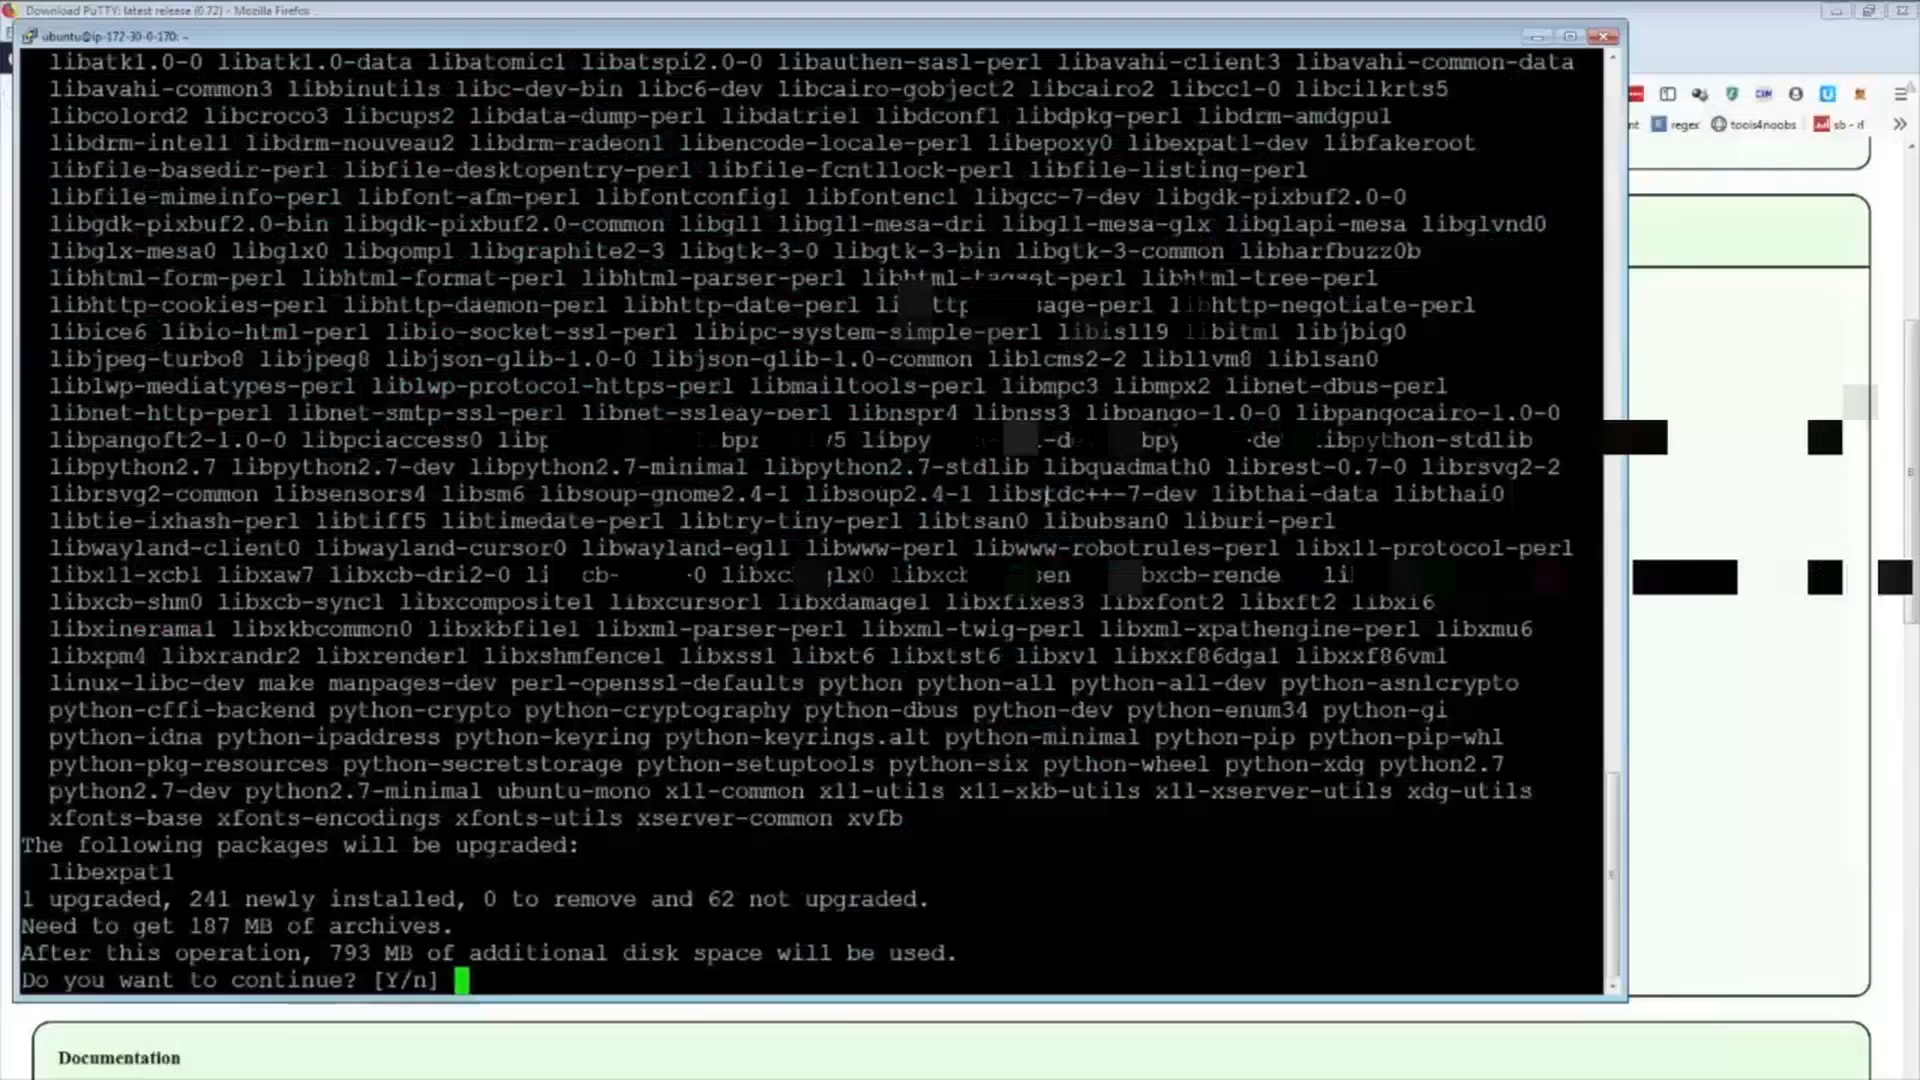 Download PuTTY: latest release (0.72) - Mozilla Firefox
ubuntu@ip-172-30-0-170: ~
libatk1.0-0 libatk1.0-data libatomic1 libatspi2.0-0 libauthen-sasl-perl libavahi-client3 libavahi-common-data
libavahi-common3 libbinutils libc-dev-bin libc6-dev libcairo-gobject2 libcairo2 libcc1-0 libcilkrts5
libcolord2 libcroco3 libcups2 libdata-dump-perl libdatrie1 libdconf1 libdpkg-perl libdrm-amdgpu1
libdrm-intel1 libdrm-nouveau2 libdrm-radeon1 libencode-locale-perl libepoxy0 libexpat1-dev libfakeroot
libfile-basedir-perl libfile-desktopentry-perl libfile-fcntllock-perl libfile-listing-perl
libfile-mimeinfo-perl libfont-afm-perl libfontconfig1 libfontenc1 libgcc-7-dev libgdk-pixbuf2.0-0
libgdk-pixbuf2.0-bin libgdk-pixbuf2.0-common libgl1 libgl1-mesa-dri libgl1-mesa-glx libglapi-mesa libglvnd0
libglx-mesa0 libglx0 libgomp1 libgraphite2-3 libgtk-3-0 libgtk-3-bin libgtk-3-common libharfbuzz0b
libhtml-form-perl libhtml-format-perl libhtml-parser-perl libhtml-tagset-perl libhtml-tree-perl
libhttp-cookies-perl libhttp-daemon-perl libhttp-date-perl li ttp sage-perl l bhttp-negotiate-perl
libice6 libio-html-perl libio-socket-ssl-perl libipc-system-simple-perl libisl19 libitm1 libjbig0
libjpeg-turbo8 libjpeg8 libjson-glib-1.0-0 libjson-glib-1.0-common liblcms2-2 libllvm8 liblsan0
liblwp-mediatypes-perl liblwp-protocol-https-perl libmailtools-perl libmpc3 libmpx2 libnet-dbus-perl
libnet-http-perl libnet-smtp-ssl-perl libnet-ssleay-perl libnspr4 libnss3 libpango-1.0-0 libpangocairo-1.0-0
libpangoft2-1.0-0 libpciaccess0 libpython-stdlib
libpython2.7 libpython2.7-dev libpython2.7-minimal libpython2.7-stdlib libquadmath0 librest-0.7-0 librsvg2-2
librsvg2-common libsensors4 libsm6 libsoup-gnome2.4-1 libsoup2.4-1 libstdc++-7-dev libthai-data libthai0
libtie-ixhash-perl libtiff5 libtimedate-perl libtry-tiny-perl libtsan0 libubsan0 liburi-perl
libwayland-client0 libwayland-cursor0 libwayland-egl1 libwww-perl libwww-robotrules-perl libx11-protocol-perl
libx11-xcb1 libxaw7 libxcb-dri2-0
libxcb-shm0 libxcb-sync1 libxcomposite1 libxcursor1 libxdamage1 libxfixes3 libxfont2 libxft2 libxi6
libxinerama1 libxkbcommon0 libxkbfile1 libxml-parser-perl libxml-twig-perl libxml-xpathengine-perl libxmu6
libxpm4 libxrandr2 libxrender1 libxshmfence1 libxss1 libxt6 libxtst6 libxv1 libxxf86dga1 libxxf86vm1
linux-libc-dev make manpages-dev perl-openssl-defaults python python-all python-all-dev python-asn1crypto
python-cffi-backend python-crypto python-cryptography python-dbus python-dev python-enum34 python-gi
python-idna python-ipaddress python-keyring python-keyrings.alt python-minimal python-pip python-pip-whl
python-pkg-resources python-secretstorage python-setuptools python-six python-wheel python-xdg python2.7
python2.7-dev python2.7-minimal ubuntu-mono x11-common x11-utils x11-xkb-utils x11-xserver-utils xdg-utils
xfonts-base xfonts-encodings xfonts-utils xserver-common xvfb
The following packages will be upgraded:
libexpat1
1 upgraded, 241 newly installed, 0 to remove and 62 not upgraded.
Need to get 187 MB of archives.
After this operation, 793 MB of additional disk space will be used.
Do you want to continue? [Y/n]
nt regex tools4noobs sb - rl
Documentation